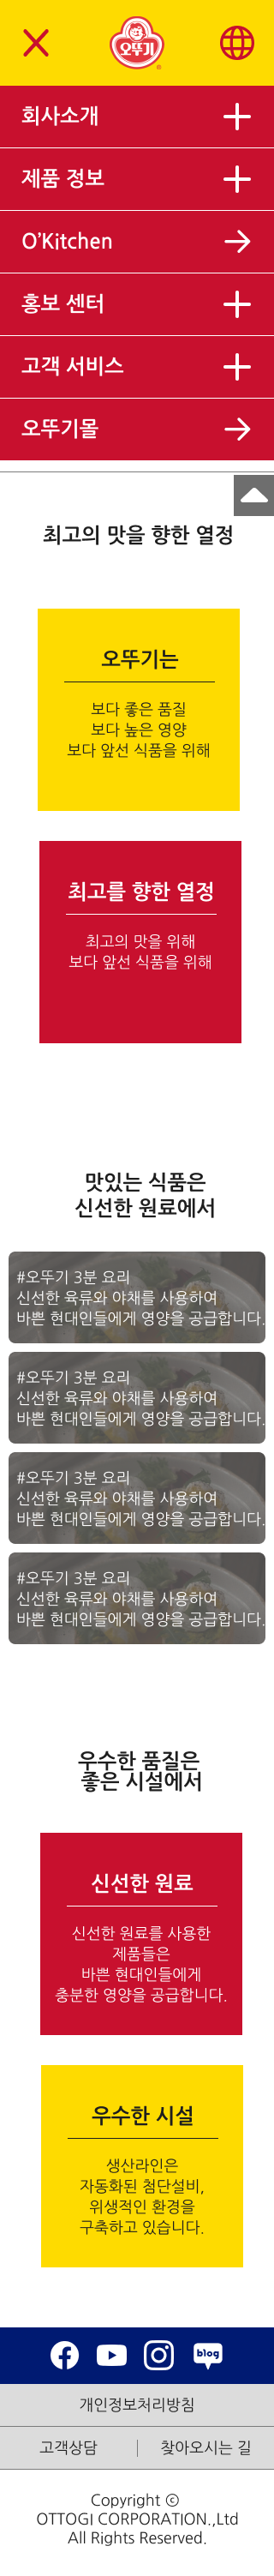 오뚜기
회사소개
제품 정보
O'Kitchen
홍보 센터
고객 서비스
오뚜기몰
최고의 맛을 향한 열정
오뚜기는
보다 좋은 품질
보다 높은 영양
보다 앞선 식품을 위해
최고를 향한 열정
최고의 맛을 위해
보다 앞선 식품을 위해
맛있는 식품은
신선한 원료에서
#오뚜기 3분 요리
신선한 육류와 야채를 사용하여
바쁜 현대인들에게 영양을 공급합니다.
#오뚜기 3분 요리
신선한 육류와 야채를 사용하여
바쁜 현대인들에게 영양을 공급합니다.
#오뚜기 3분 요리
신선한 육류와 야채를 사용하여
바쁜 현대인들에게 영양을 공급합니다.
#오뚜기 3분 요리
신선한 육류와 야채를 사용하여
바쁜 현대인들에게 영양을 공급합니다.
우수한 품질은
좋은 시설에서
신선한 원료
신선한 원료를 사용한
제품들은
바쁜 현대인들에게
충분한 영양을 공급합니다.
우수한 시설
생산라인은
자동화된 첨단설비,
위생적인 환경을
구축하고 있습니다.
blog
개인정보처리방침
고객상담
찾아오시는 길
Copyright ©
OTTOGI CORPORATION.,Ltd
All Rights Reserved.